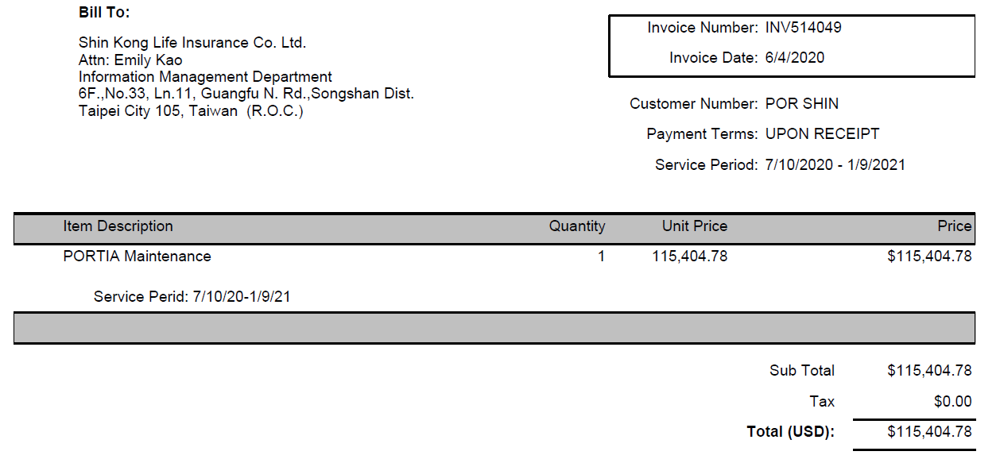 Bill To:
Shin Kong Life Insurance Co. Ltd.
Attn: Emily Kao
Information Management Department
6F.,No.33, Ln.11, Guangfu N. Rd.,Songshan Dist.
Taipei City 105, Taiwan (R.O.C.)
Invoice Number: INV514049
Invoice Date: 6/4/2020
Customer Number: POR SHIN
Payment Terms: UPON RECEIPT
Service Period: 7/10/2020 - 1/9/2021
Item Description Quantity Unit Price Price
PORTIA Maintenance 1 115,404.78 $115,404.78
Service Perid: 7/10/20-1/9/21
Sub Total $115,404.78
Tax $0.00
Total (USD): $115,404.78